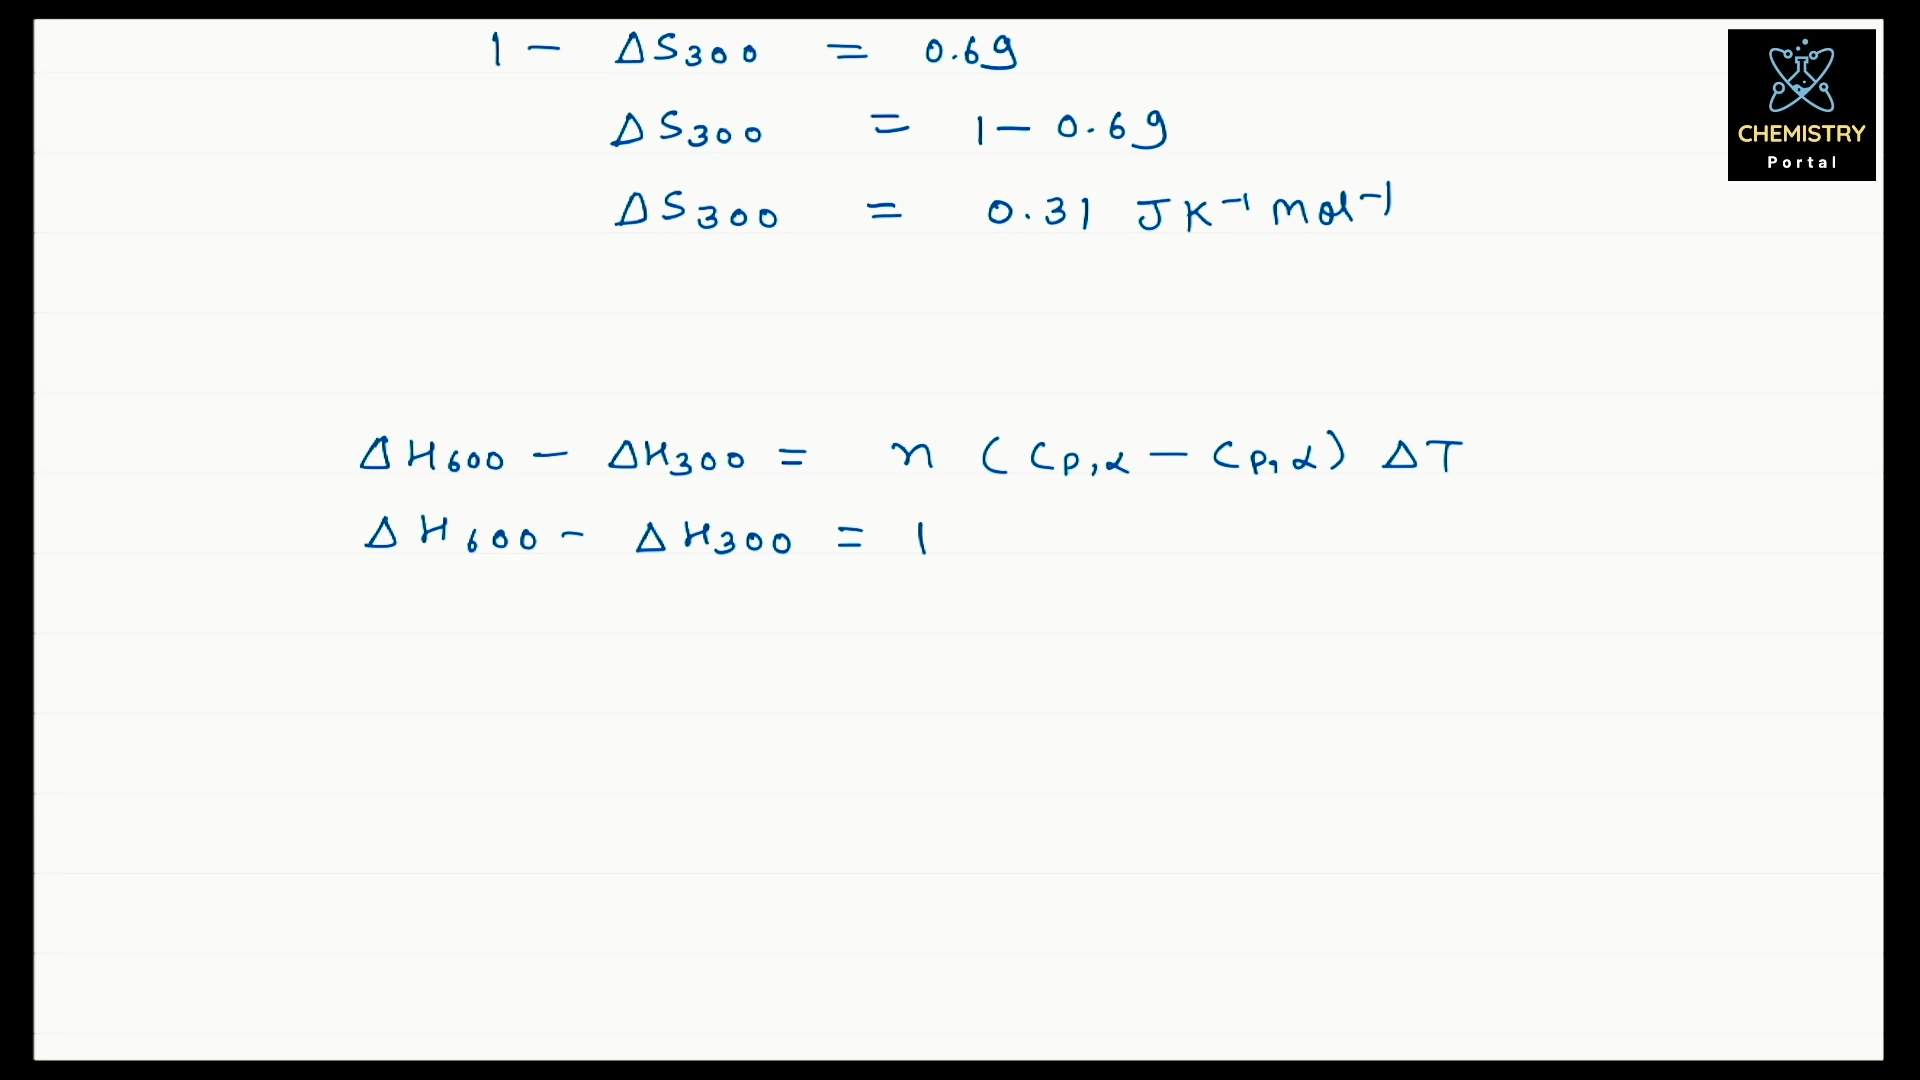 1 - ΔS300 = 0.69
CHEMISTRY
Portal
ΔS300 = 1 - 0.69
ΔS300 = 0.31 JK⁻¹ mol⁻¹
ΔH600 - ΔH300 = n (Cp,α - Cp,α) ΔT
ΔH600 - ΔH300 = 1